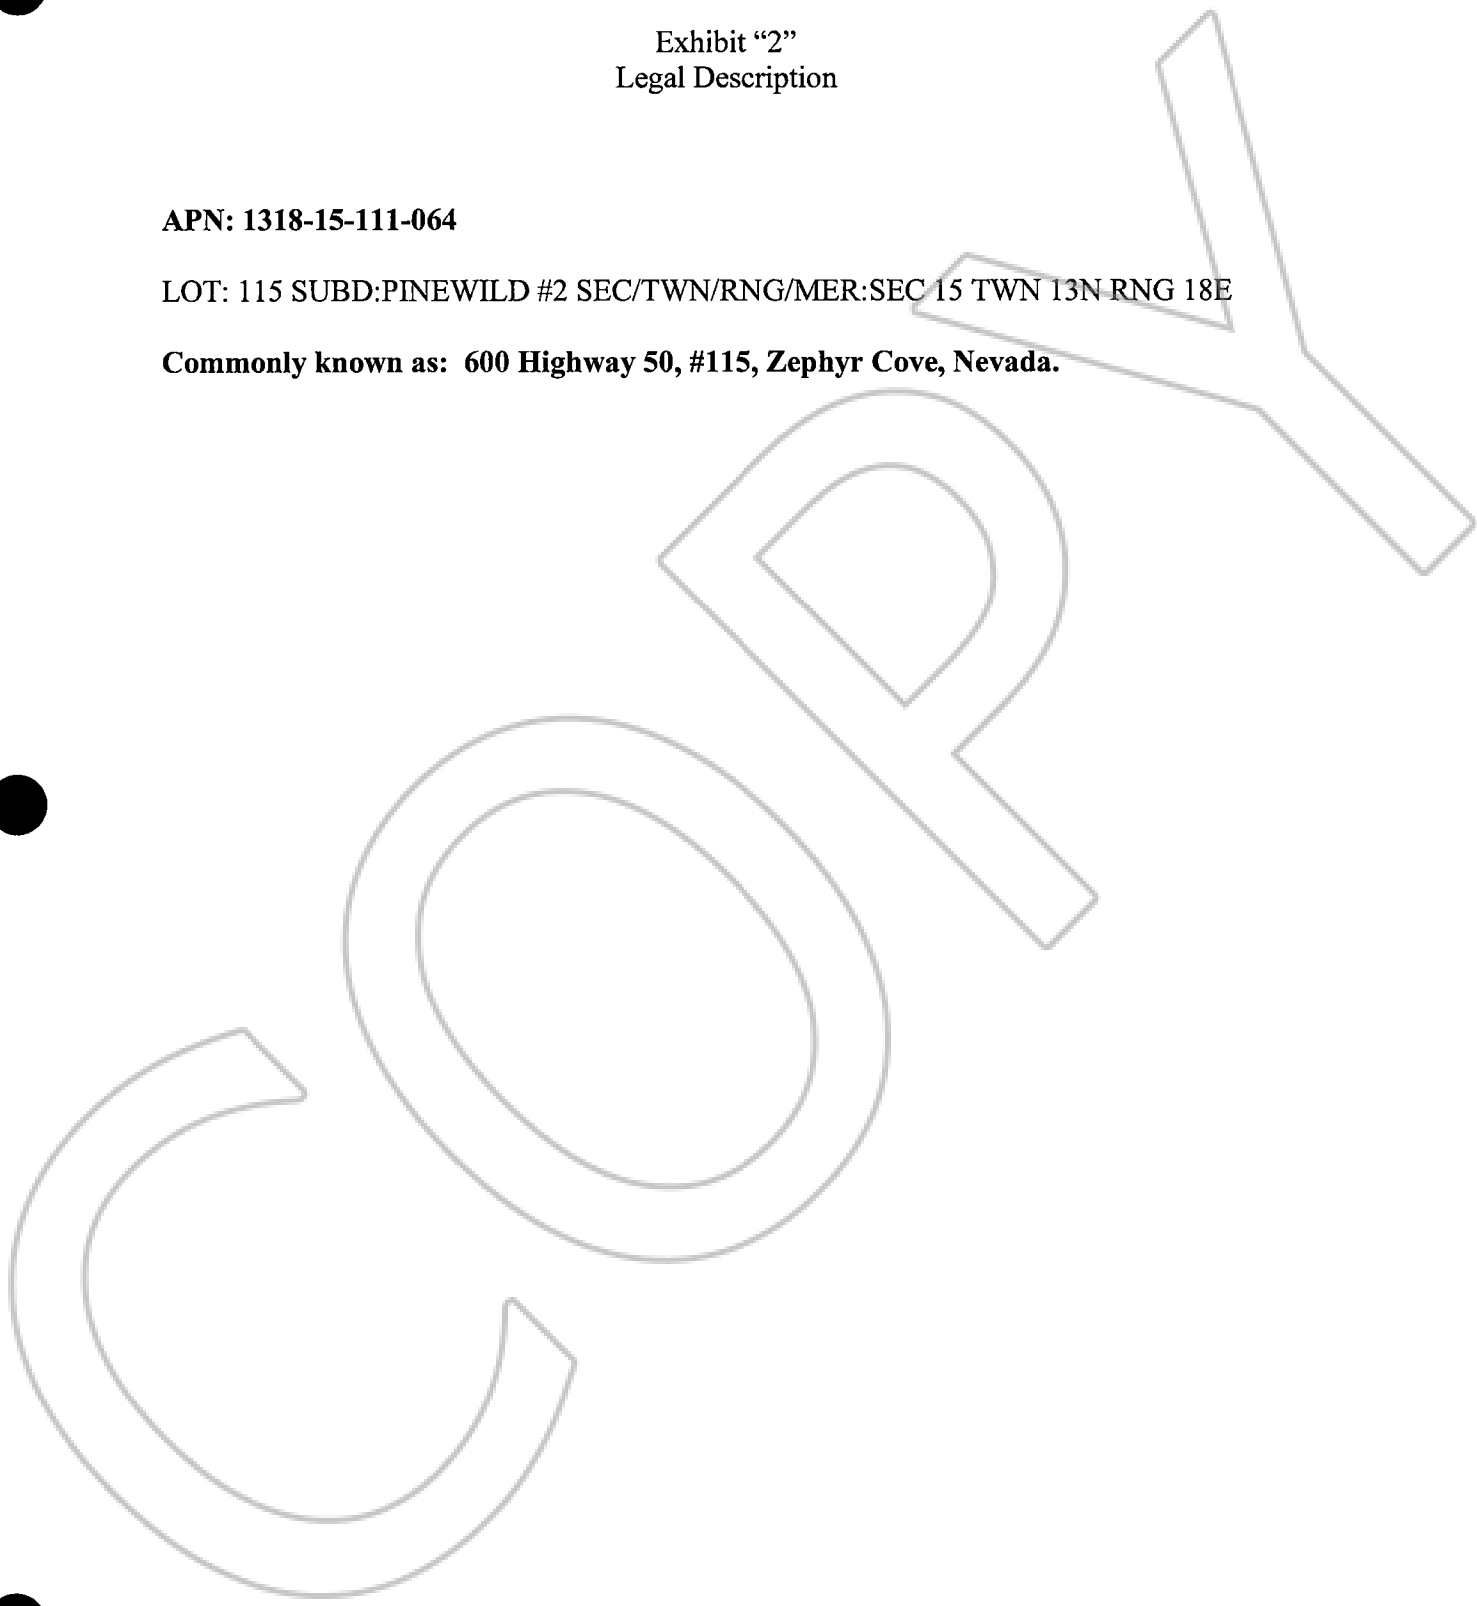 Exhibit “2”
Legal Description
APN: 1318-15-111-064
LOT: 115 SUBD:PINEWILD #2 SEC/TWN/RNG/MER:SEC 15 TWN 13N RNG 18E
Commonly known as:  600 Highway 50, #115, Zephyr Cove, Nevada.
COPY